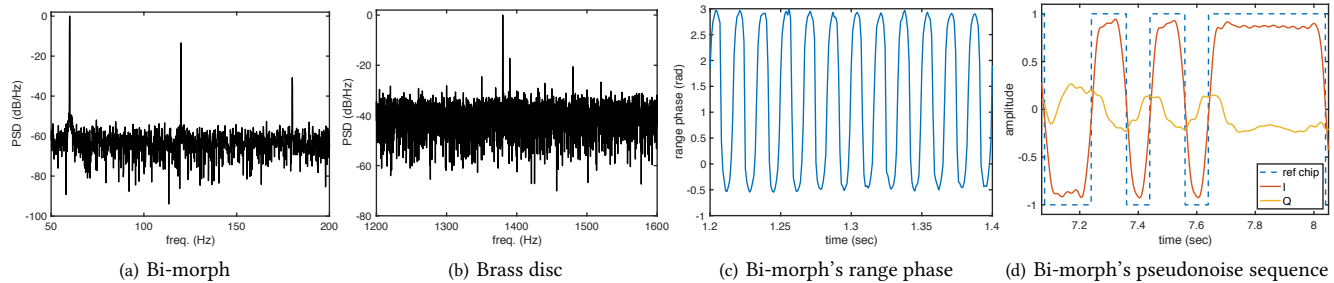 PSD (dB/Hz)
0
-20
-40
-60
-80
-100
50
100
150
200
freq. (Hz)
(a) Bi-morph
PSD (dB/Hz)
0
-20
-40
-60
-80
1200
1300
1400
1500
1600
freq. (Hz)
(b) Brass disc
range phase (rad)
3
2.5
2
1.5
1
0.5
0
-0.5
-1
1.2
1.25
1.3
1.35
1.4
time (sec)
(c) Bi-morph's range phase
amplitude
1
0.5
0
-0.5
-1
7.2
7.4
7.6
7.8
8
time (sec)
ref chip
I
Q
(d) Bi-morph's pseudonoise sequence